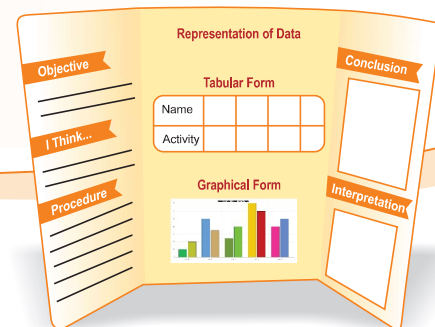 Objective
I Think...
Procedure
Representation of Data
Tabular Form
Name
Activity
Graphical Form
Conclusion
Interpretation